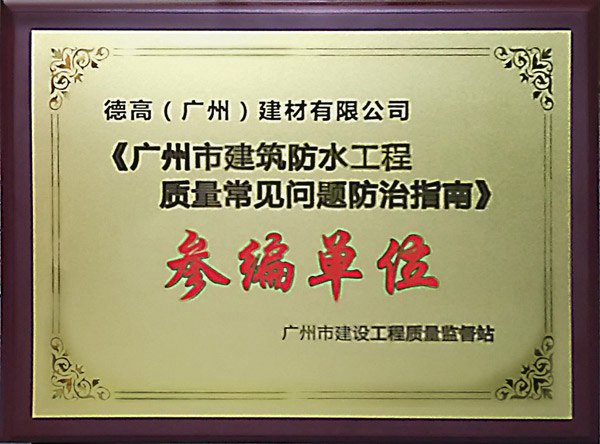 德高（广州）建材有限公司
《广州市建筑防水工程
质量常见问题防治指南》
参编单位
广州市建设工程质量监督站